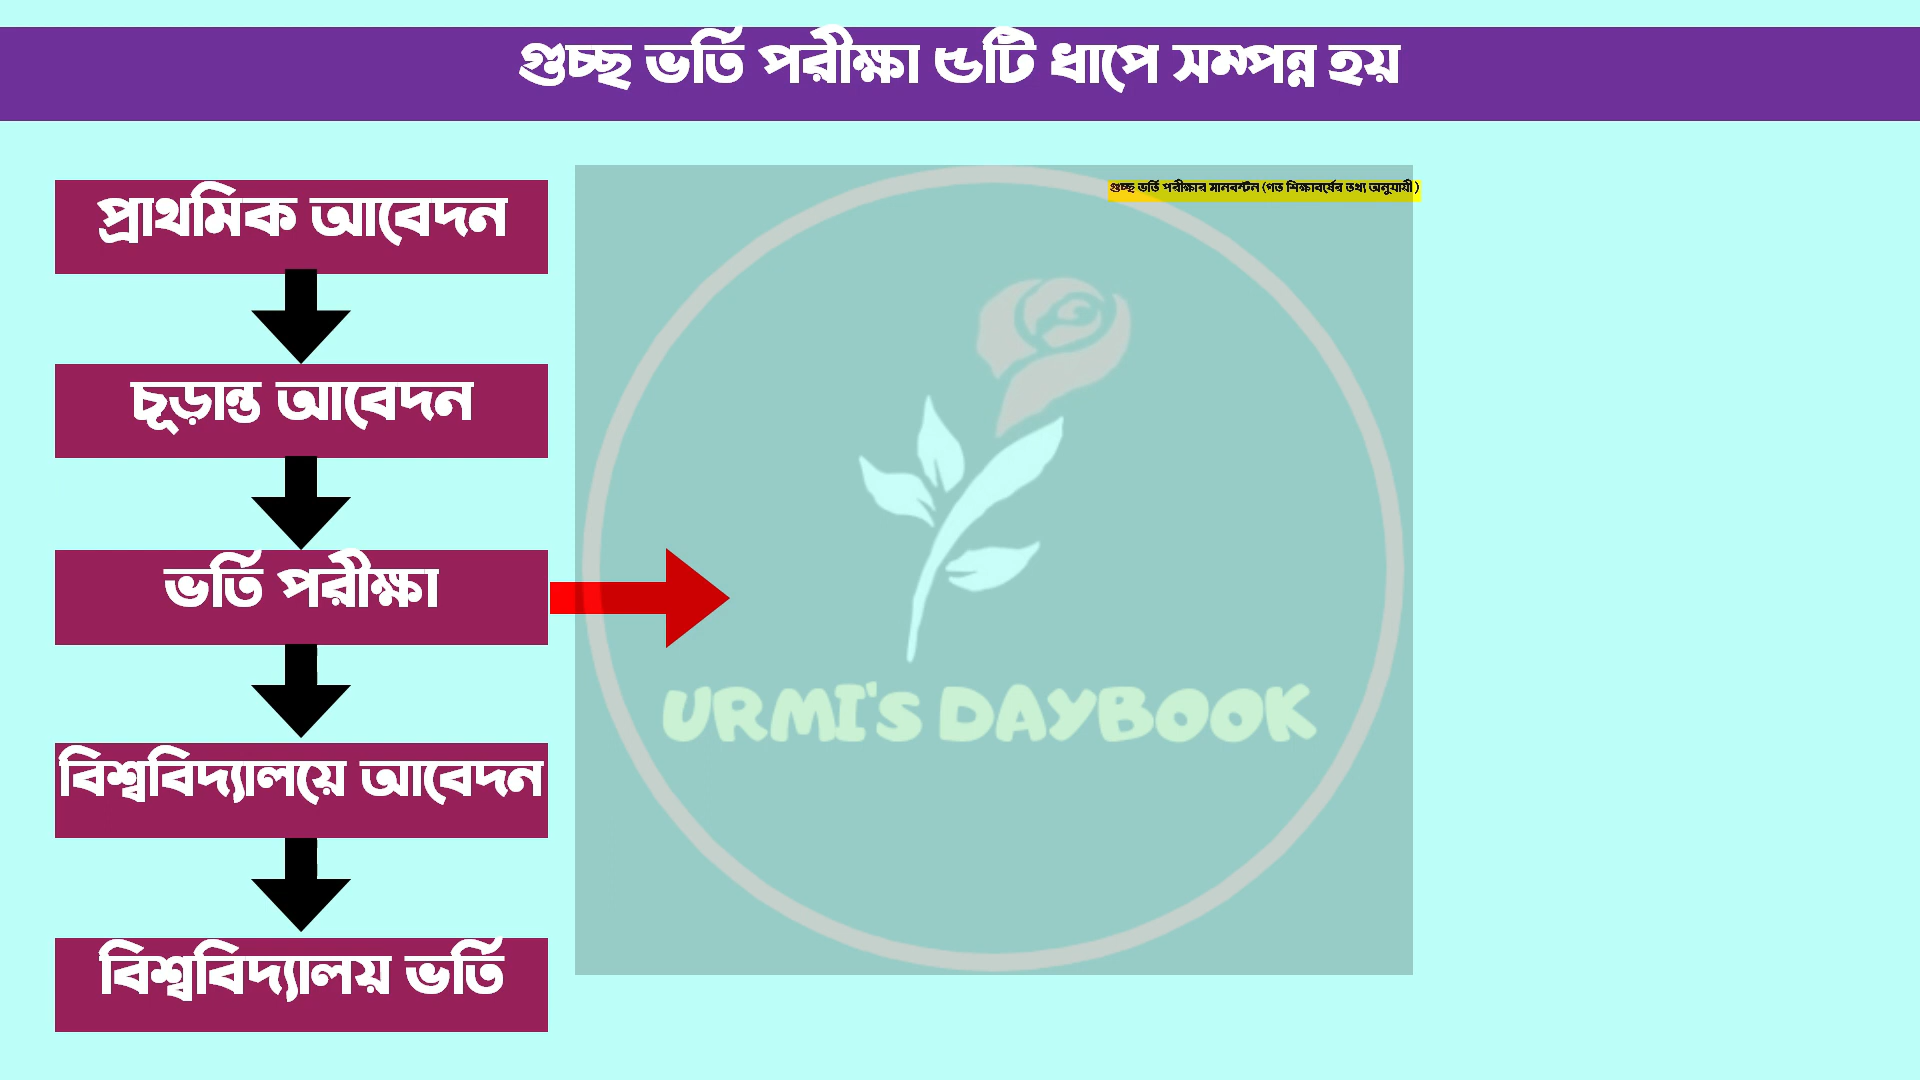 গুচ্ছ ভর্তি পরীক্ষা ৫টি ধাপে সম্পন্ন হয়
প্রাথমিক আবেদন
চূড়ান্ত আবেদন
ভর্তি পরীক্ষা
বিশ্ববিদ্যালয়ে আবেদন
বিশ্ববিদ্যালয় ভর্তি
গুচ্ছ ভর্তি পরীক্ষার মানবন্টন (গত শিক্ষাবর্ষের তথ্য অনুযায়ী)
URMI'S DAYBOOK